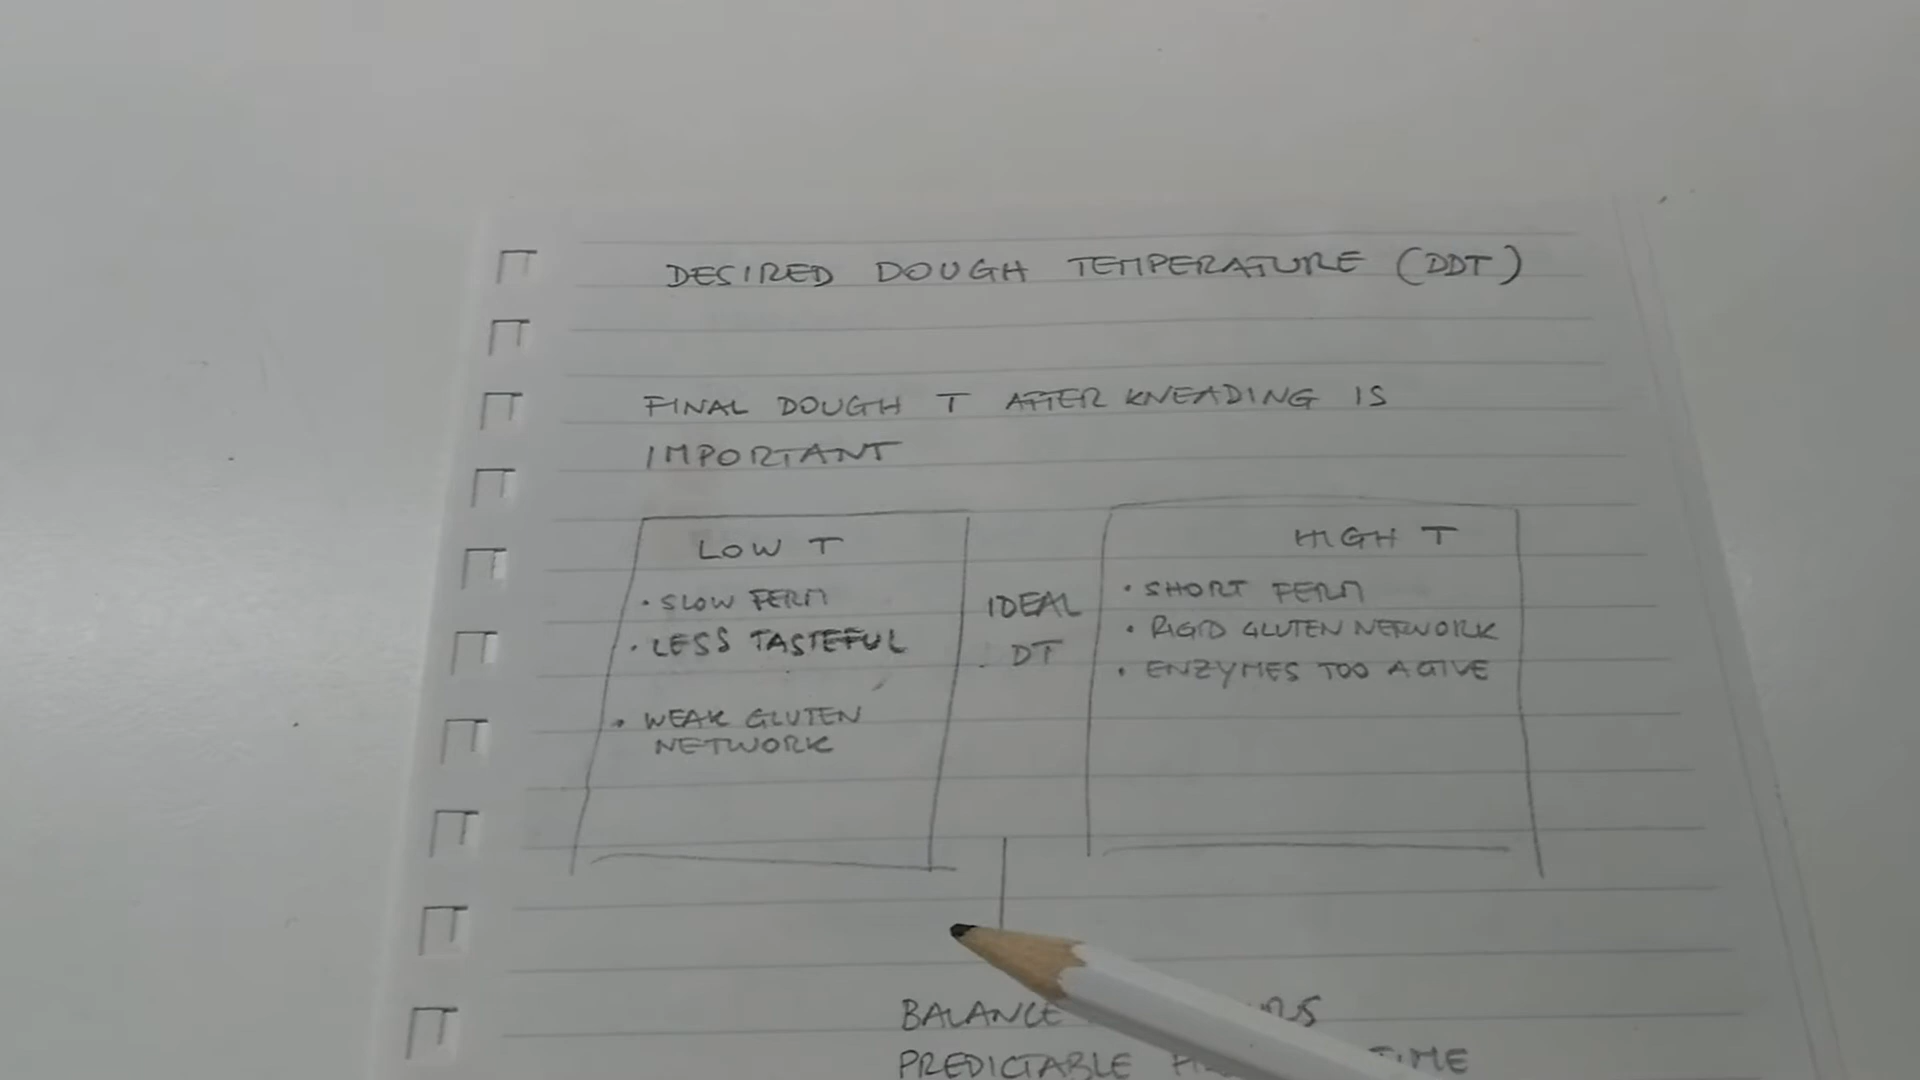 DESIRED DOUGH TEMPERATURE (DDT)
FINAL DOUGH T AFTER KNEADING IS
IMPORTANT
LOW T
• SLOW FERM
• LESS TASTEFUL
• WEAK GLUTEN
NETWORK
IDEAL
DT
HIGH T
• SHORT FERM
• RIGID GLUTEN NETWORK
• ENZYMES TOO ACTIVE
BALANCE
PREDICTABLE TIME